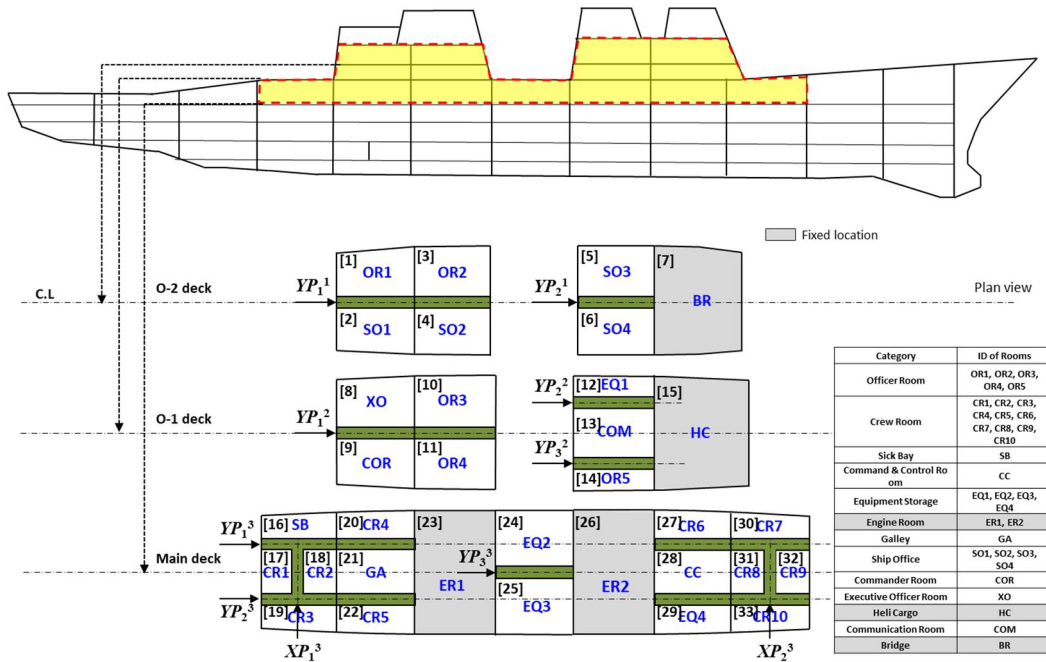 Fixed location
[1] OR1
[3] OR2
[5] SO3
[7] BR
C.L
O-2 deck
YP₁¹
YP₂¹
Plan view
[2] SO1
[4] SO2
[6] SO4
[8] XO
[10] OR3
[12] EQ1
[15] HC
YP₂²
O-1 deck
YP₁²
[13] COM
[9] COR
[11] OR4
YP₃²
[14] OR5
[16] SB
[20] CR4
[23] ER1
[24] EQ2
[26] ER2
[27] CR6
[30] CR7
YP₁³
Main deck
[17] CR1
[18] CR2
[21] GA
YP₃³
[28] CC
[31] CR8
[32] CR9
YP₂³
[19] CR3
[22] CR5
[25] EQ3
[29] EQ4
[33] CR10
XP₁³
XP₂³
Category ID of Rooms
Officer Room OR1, OR2, OR3,
OR4, OR5
Crew Room CR1, CR2, CR3,
CR4, CR5, CR6,
CR7, CR8, CR9,
CR10
Sick Bay SB
Command & Control Ro
om CC
Equipment Storage EQ1, EQ2, EQ3,
EQ4
Engine Room ER1, ER2
Galley GA
Ship Office SO1, SO2, SO3,
SO4
Commander Room COR
Executive Officer Room XO
Heli Cargo HC
Communication Room COM
Bridge BR